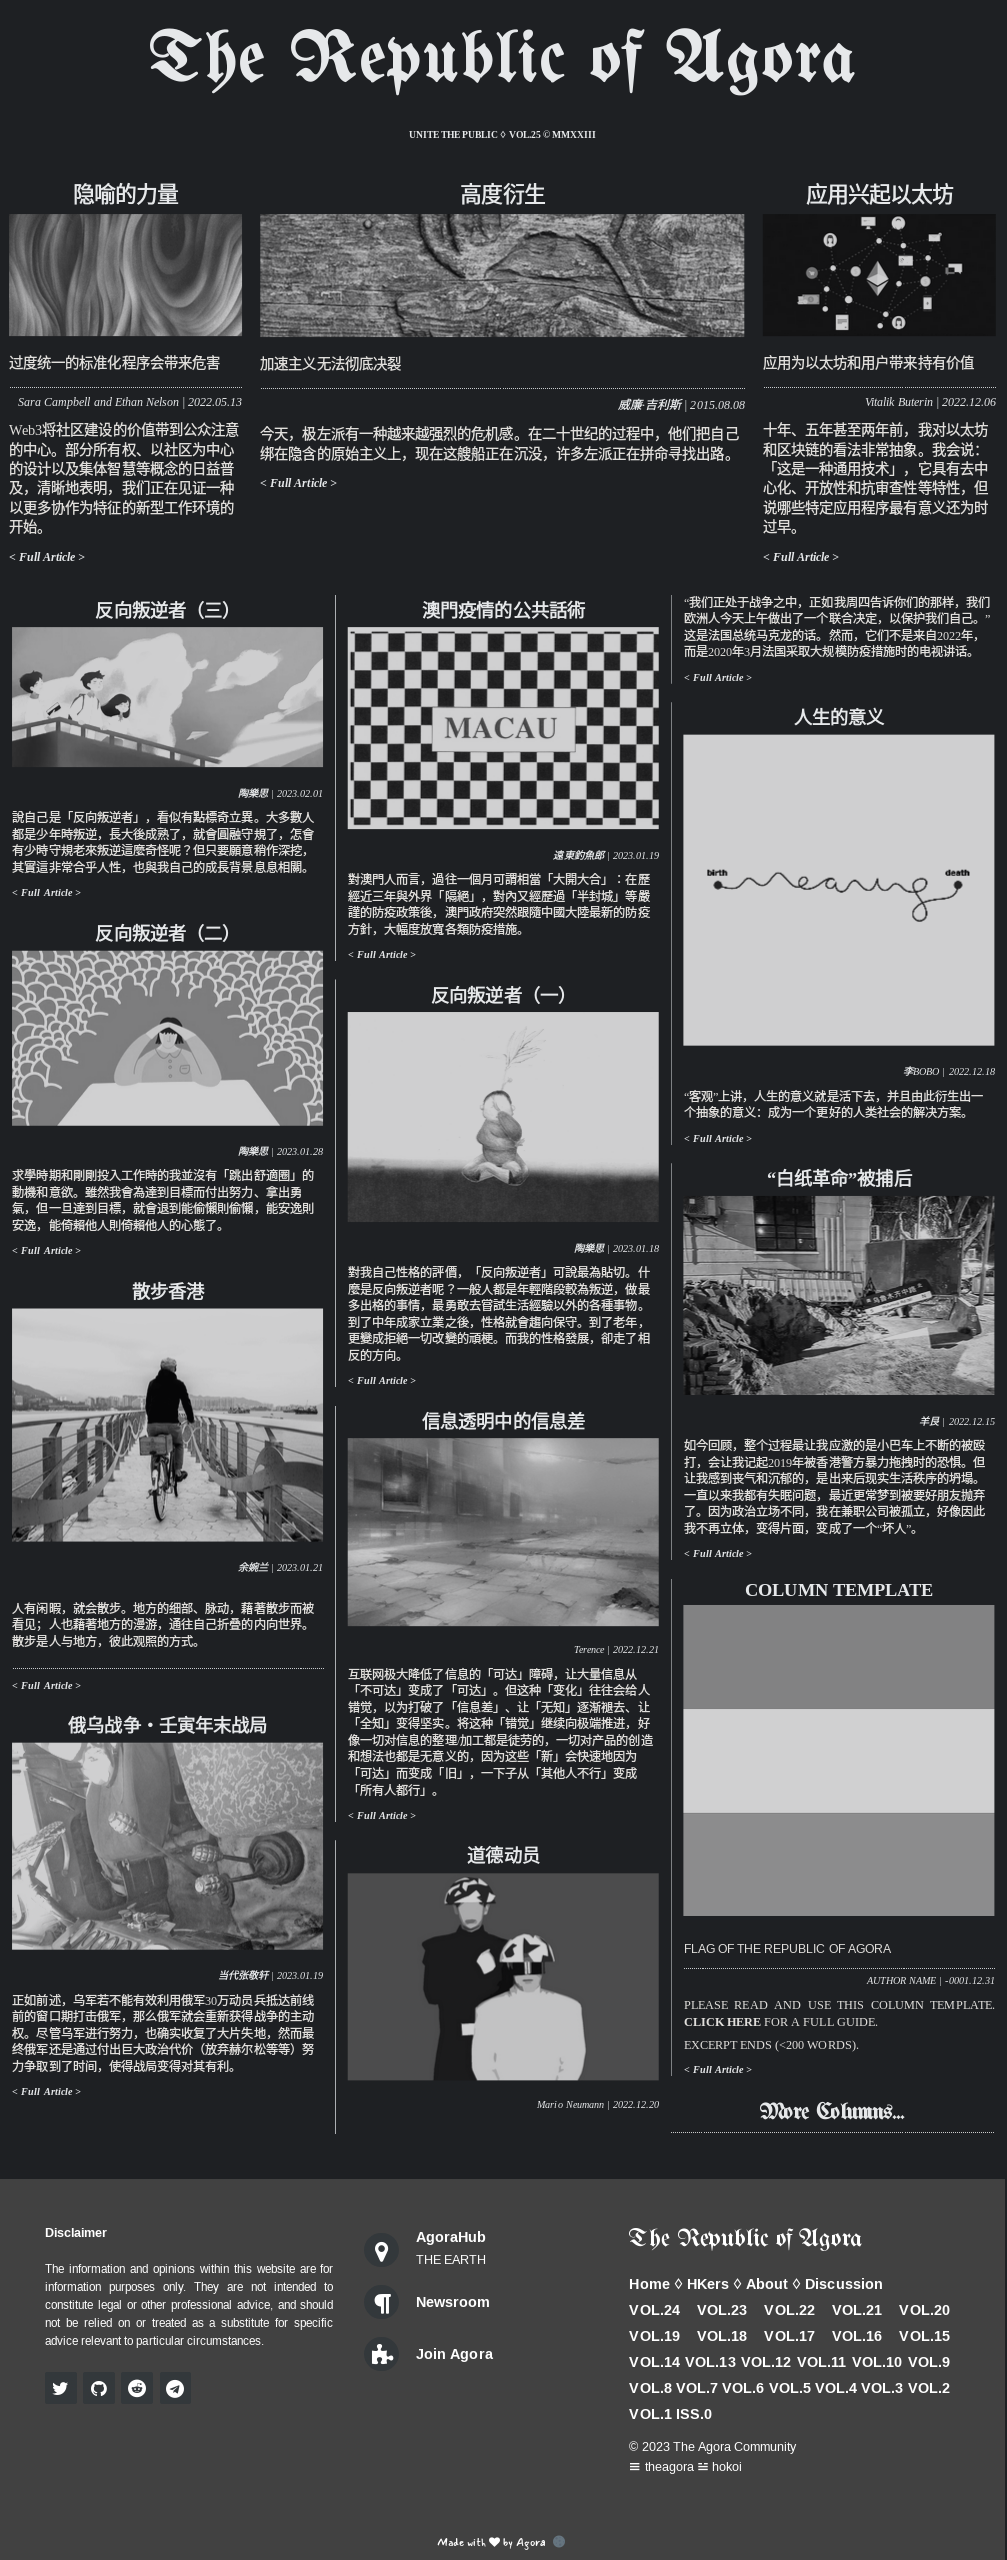 The Republic of Agora
UNITE THE PUBLIC ◊ VOL.25 © MMXXIII
隐喻的力量
过度统一的标准化程序会带来危害
Sara Campbell and Ethan Nelson | 2022.05.13
Web3将社区建设的价值带到公众注意
的中心。部分所有权、以社区为中心
的设计以及集体智慧等概念的日益普
及，清晰地表明，我们正在见证一种
以更多协作为特征的新型工作环境的
开始。
< Full Article >
高度衍生
加速主义无法彻底决裂
威廉·吉利斯 | 2015.08.08
今天，极左派有一种越来越强烈的危机感。在二十世纪的过程中，他们把自己
绑在隐含的原始主义上，现在这艘船正在沉没，许多左派正在拼命寻找出路。
< Full Article >
应用兴起以太坊
应用为以太坊和用户带来持有价值
Vitalik Buterin | 2022.12.06
十年、五年甚至两年前，我对以太坊
和区块链的看法非常抽象。我会说：
「这是一种通用技术」，它具有去中
心化、开放性和抗审查性等特性，但
说哪些特定应用程序最有意义还为时
过早。
< Full Article >
反向叛逆者（三）
陶樂思 | 2023.02.01
說自己是「反向叛逆者」，看似有點標奇立異。大多數人
都是少年時叛逆，長大後成熟了，就會圓融守規了，怎會
有少時守規老來叛逆這麼奇怪呢？但只要願意稍作深挖，
其實這非常合乎人性，也與我自己的成長背景息息相關。
< Full Article >
反向叛逆者（二）
陶樂思 | 2023.01.28
求學時期和剛剛投入工作時的我並沒有「跳出舒適圈」的
動機和意欲。雖然我會為達到目標而付出努力、拿出勇
氣，但一旦達到目標，就會退到能偷懶則偷懶，能安逸則
安逸，能倚賴他人則倚賴他人的心態了。
< Full Article >
散步香港
余婉兰 | 2023.01.21
人有闲暇，就会散步。地方的细部、脉动，藉著散步而被
看见；人也藉著地方的漫游，通往自己折叠的内向世界。
散步是人与地方，彼此观照的方式。
< Full Article >
俄乌战争・壬寅年末战局
当代张敬轩 | 2023.01.19
正如前述，乌军若不能有效利用俄军30万动员兵抵达前线
前的窗口期打击俄军，那么俄军就会重新获得战争的主动
权。尽管乌军进行努力，也确实收复了大片失地，然而最
终俄军还是通过付出巨大政治代价（放弃赫尔松等等）努
力争取到了时间，使得战局变得对其有利。
< Full Article >
澳門疫情的公共話術
MACAU
遠東釣魚郎 | 2023.01.19
對澳門人而言，過往一個月可謂相當「大開大合」：在歷
經近三年與外界「隔絕」，對內又經歷過「半封城」等嚴
謹的防疫政策後，澳門政府突然跟隨中國大陸最新的防疫
方針，大幅度放寬各類防疫措施。
< Full Article >
反向叛逆者（一）
陶樂思 | 2023.01.18
對我自己性格的評價，「反向叛逆者」可說最為貼切。什
麼是反向叛逆者呢？一般人都是年輕階段較為叛逆，做最
多出格的事情，最勇敢去嘗試生活經驗以外的各種事物。
到了中年成家立業之後，性格就會趨向保守。到了老年，
更變成拒絕一切改變的頑梗。而我的性格發展，卻走了相
反的方向。
< Full Article >
信息透明中的信息差
Terence | 2022.12.21
互联网极大降低了信息的「可达」障碍，让大量信息从
「不可达」变成了「可达」。但这种「变化」往往会给人
错觉，以为打破了「信息差」、让「无知」逐渐褪去、让
「全知」变得坚实。将这种「错觉」继续向极端推进，好
像一切对信息的整理/加工都是徒劳的，一切对产品的创造
和想法也都是无意义的，因为这些「新」会快速地因为
「可达」而变成「旧」，一下子从「其他人不行」变成
「所有人都行」。
< Full Article >
道德动员
Mario Neumann | 2022.12.20
“我们正处于战争之中，正如我周四告诉你们的那样，我们
欧洲人今天上午做出了一个联合决定，以保护我们自己。”
这是法国总统马克龙的话。然而，它们不是来自2022年，
而是2020年3月法国采取大规模防疫措施时的电视讲话。
< Full Article >
人生的意义
birth
meaning
death
李BOBO | 2022.12.18
“客观”上讲，人生的意义就是活下去，并且由此衍生出一
个抽象的意义：成为一个更好的人类社会的解决方案。
< Full Article >
“白纸革命”被捕后
羊艮 | 2022.12.15
如今回顾，整个过程最让我应激的是小巴车上不断的被殴
打，会让我记起2019年被香港警方暴力拖拽时的恐惧。但
让我感到丧气和沉郁的，是出来后现实生活秩序的坍塌。
一直以来我都有失眠问题，最近更常梦到被要好朋友抛弃
了。因为政治立场不同，我在兼职公司被孤立，好像因此
我不再立体，变得片面，变成了一个“坏人”。
< Full Article >
COLUMN TEMPLATE
FLAG OF THE REPUBLIC OF AGORA
AUTHOR NAME | -0001.12.31
PLEASE READ AND USE THIS COLUMN TEMPLATE.
CLICK HERE FOR A FULL GUIDE.
EXCERPT ENDS (<200 WORDS).
< Full Article >
More Columns...
Disclaimer
The information and opinions within this website are for
information purposes only. They are not intended to
constitute legal or other professional advice, and should
not be relied on or treated as a substitute for specific
advice relevant to particular circumstances.
AgoraHub
THE EARTH
Newsroom
Join Agora
The Republic of Agora
Home ◊ HKers ◊ About ◊ Discussion
VOL.24 VOL.23 VOL.22 VOL.21 VOL.20
VOL.19 VOL.18 VOL.17 VOL.16 VOL.15
VOL.14 VOL.13 VOL.12 VOL.11 VOL.10 VOL.9
VOL.8 VOL.7 VOL.6 VOL.5 VOL.4 VOL.3 VOL.2
VOL.1 ISS.0
© 2023 The Agora Community
𝌆 theagora 𝌡 hokoi
Made with ❤ by Agora